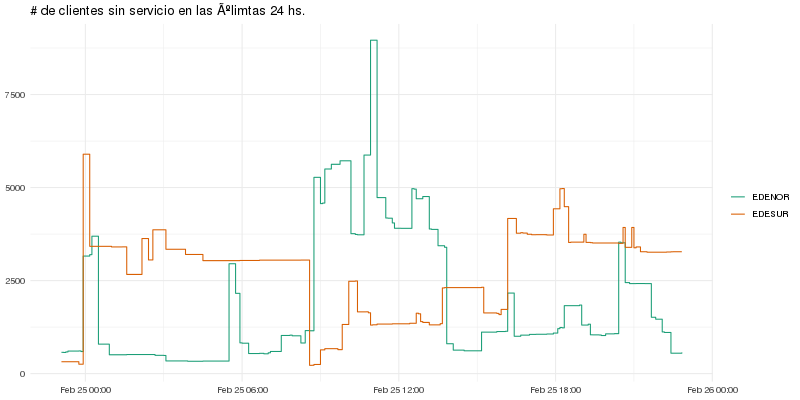 # de clientes sin servicio en las Ãºlimtas 24 hs.
7500
5000
2500
0
Feb 25 00:00
Feb 25 06:00
Feb 25 12:00
Feb 25 18:00
Feb 26 00:00
EDENOR
EDESUR